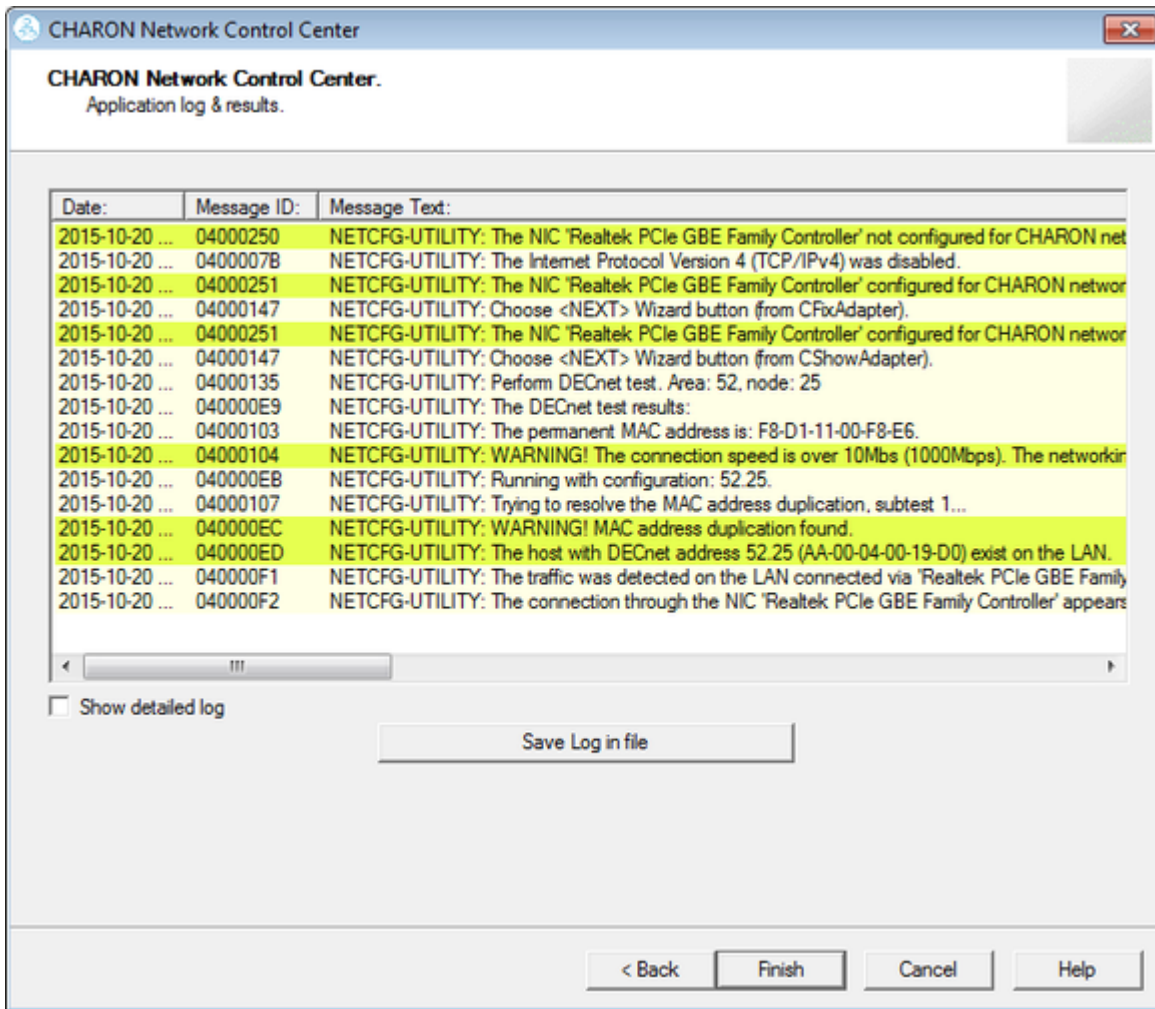 CHARON Network Control Center
CHARON Network Control Center.
Application log & results.
Date: Message ID: Message Text:
2015-10-20 ... 04000250 NETCFG-UTILITY: The NIC 'Realtek PCIe GBE Family Controller' not configured for CHARON net
2015-10-20 ... 0400007B NETCFG-UTILITY: The Internet Protocol Version 4 (TCP/IPv4) was disabled.
2015-10-20 ... 04000251 NETCFG-UTILITY: The NIC 'Realtek PCIe GBE Family Controller' configured for CHARON networ
2015-10-20 ... 04000147 NETCFG-UTILITY: Choose <NEXT> Wizard button (from CFixAdapter).
2015-10-20 ... 04000251 NETCFG-UTILITY: The NIC 'Realtek PCIe GBE Family Controller' configured for CHARON networ
2015-10-20 ... 04000147 NETCFG-UTILITY: Choose <NEXT> Wizard button (from CShowAdapter).
2015-10-20 ... 04000135 NETCFG-UTILITY: Perform DECnet test. Area: 52, node: 25
2015-10-20 ... 040000E9 NETCFG-UTILITY: The DECnet test results:
2015-10-20 ... 04000103 NETCFG-UTILITY: The permanent MAC address is: F8-D1-11-00-F8-E6.
2015-10-20 ... 04000104 NETCFG-UTILITY: WARNING! The connection speed is over 10Mbs (1000Mbps). The networkin
2015-10-20 ... 040000EB NETCFG-UTILITY: Running with configuration: 52.25.
2015-10-20 ... 04000107 NETCFG-UTILITY: Trying to resolve the MAC address duplication, subtest 1...
2015-10-20 ... 040000EC NETCFG-UTILITY: WARNING! MAC address duplication found.
2015-10-20 ... 040000ED NETCFG-UTILITY: The host with DECnet address 52.25 (AA-00-04-00-19-D0) exist on the LAN.
2015-10-20 ... 040000F1 NETCFG-UTILITY: The traffic was detected on the LAN connected via 'Realtek PCIe GBE Family
2015-10-20 ... 040000F2 NETCFG-UTILITY: The connection through the NIC 'Realtek PCIe GBE Family Controller' appears
Show detailed log
Save Log in file
< Back Finish Cancel Help